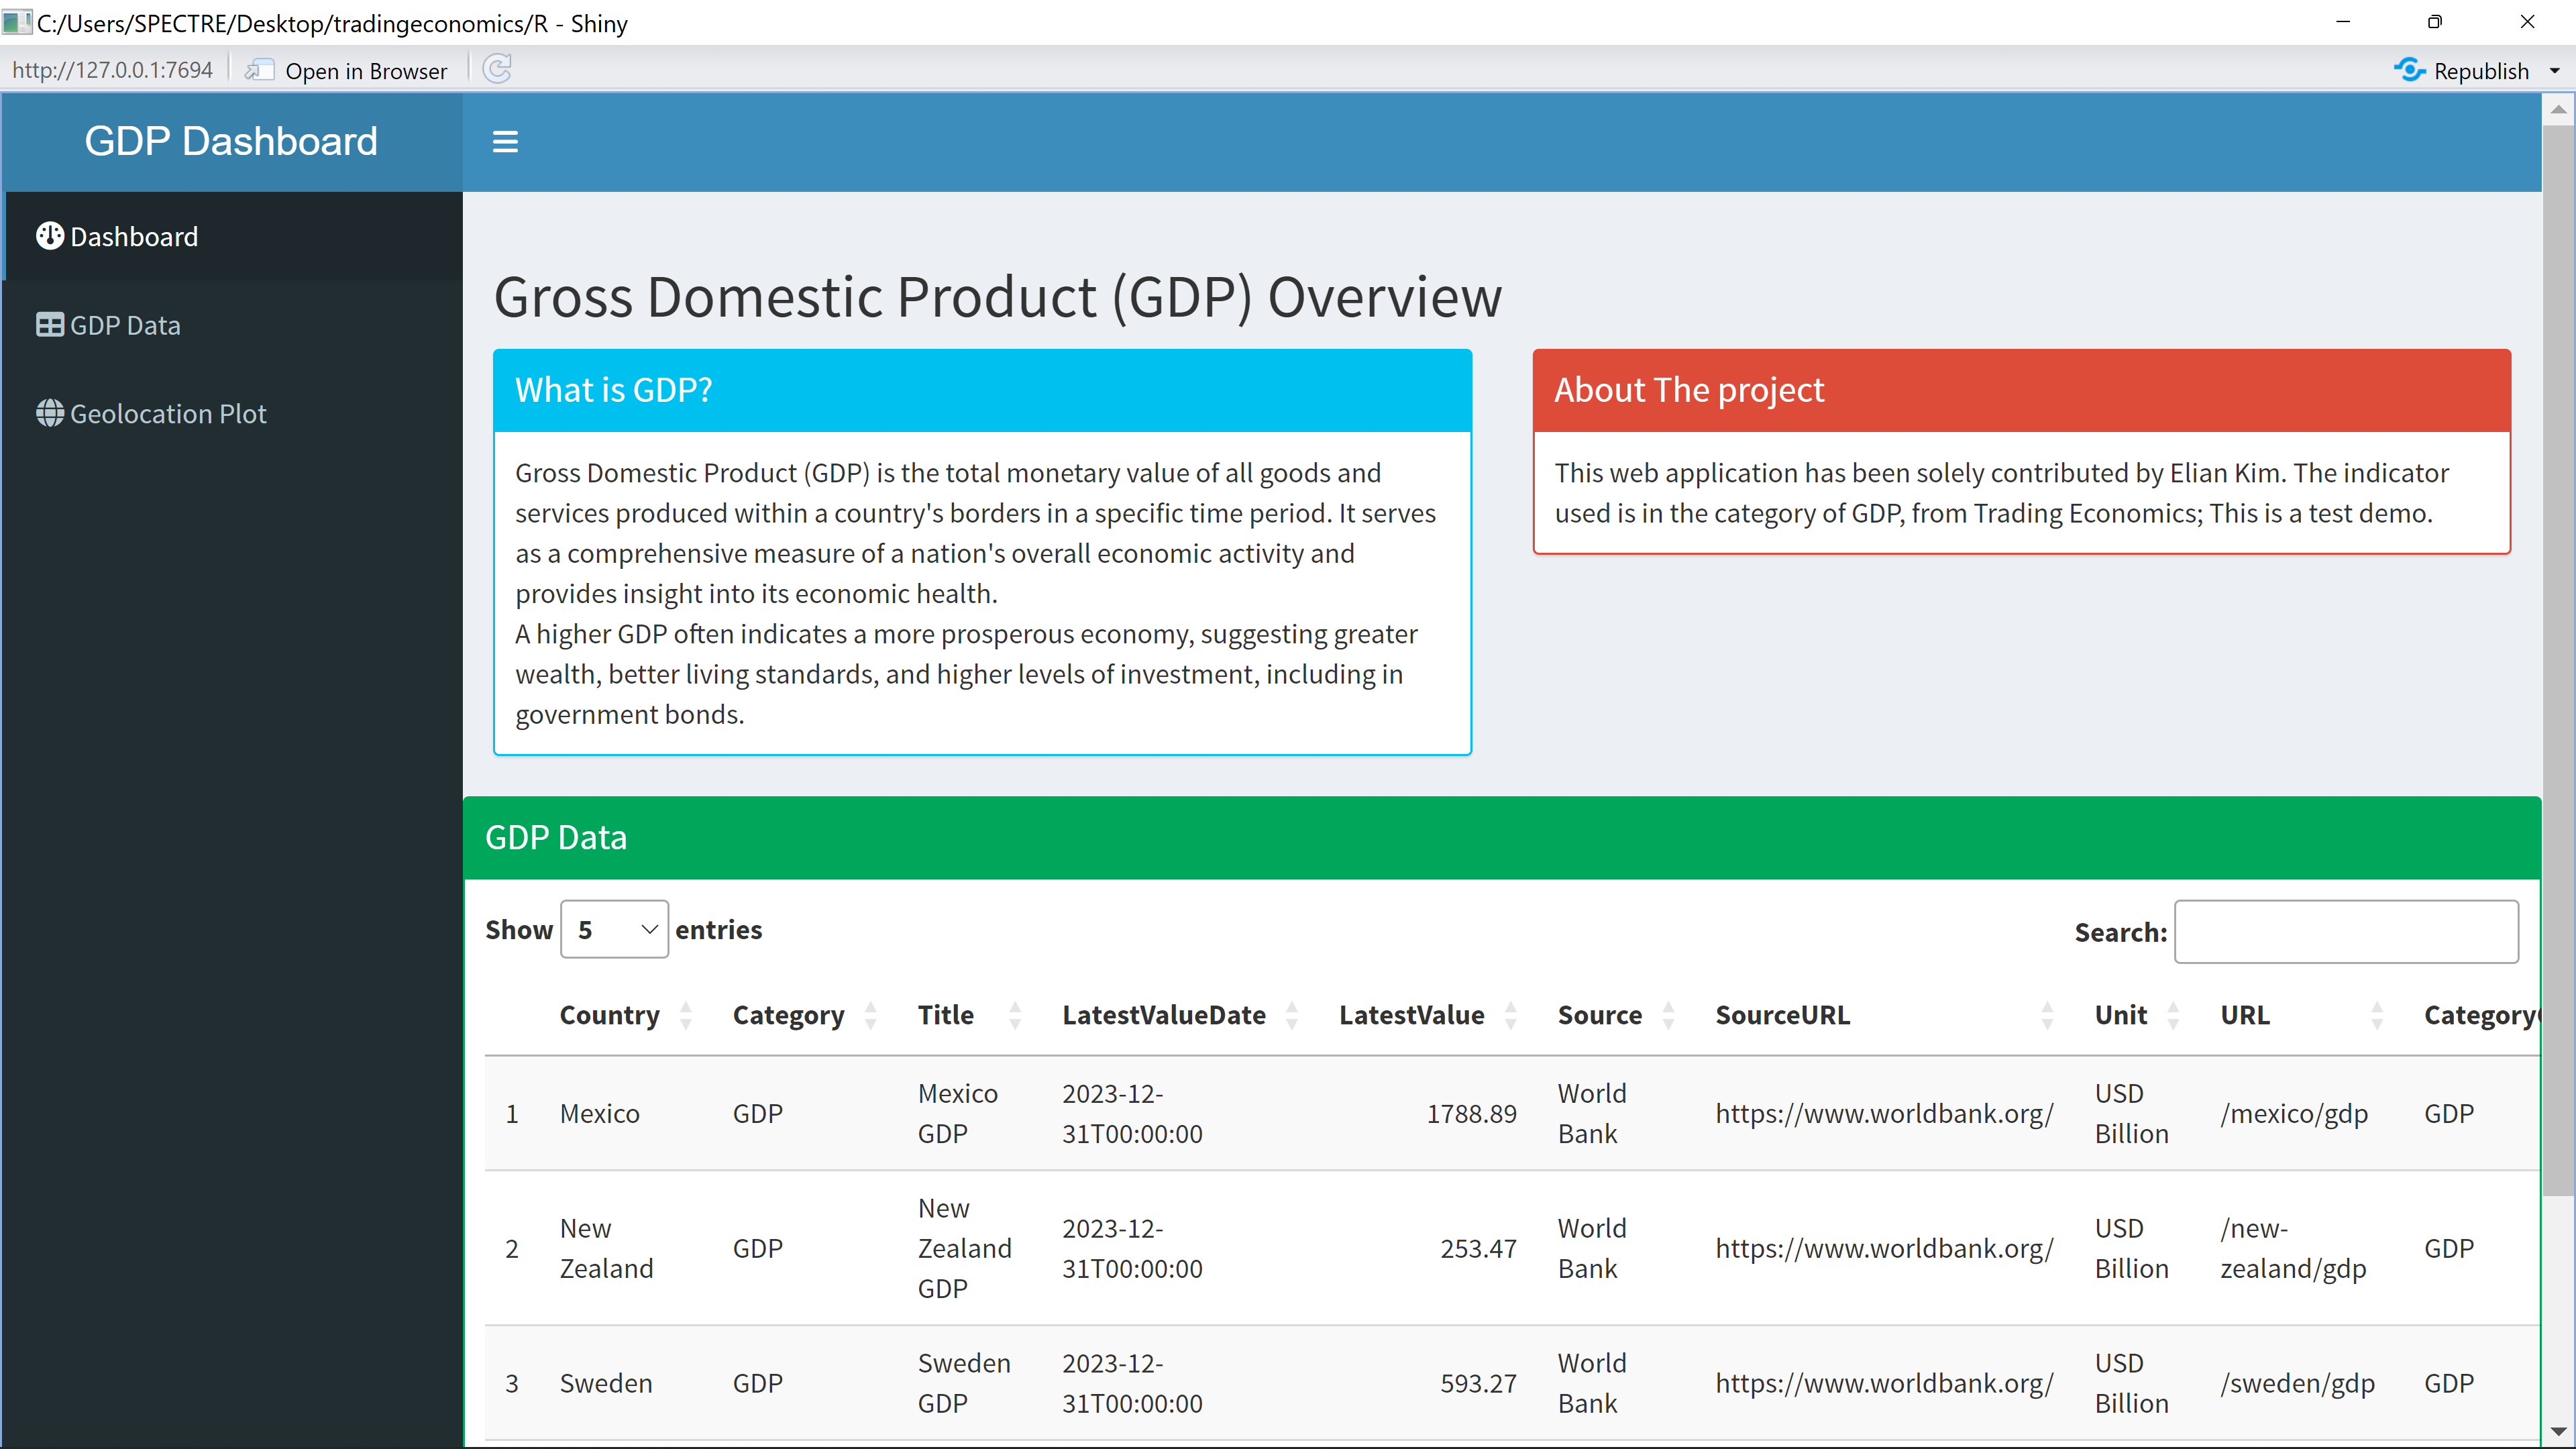 C:/Users/SPECTRE/Desktop/tradingeconomics/R - Shiny
http://127.0.0.1:7694 Open in Browser Republish
GDP Dashboard
Dashboard
GDP Data
Geolocation Plot
Gross Domestic Product (GDP) Overview
What is GDP?
Gross Domestic Product (GDP) is the total monetary value of all goods and
services produced within a country's borders in a specific time period. It serves
as a comprehensive measure of a nation's overall economic activity and
provides insight into its economic health.
A higher GDP often indicates a more prosperous economy, suggesting greater
wealth, better living standards, and higher levels of investment, including in
government bonds.
About The project
This web application has been solely contributed by Elian Kim. The indicator
used is in the category of GDP, from Trading Economics; This is a test demo.
GDP Data
Show 5 entries Search:
Country Category Title LatestValueDate LatestValue Source SourceURL Unit URL Category
1 Mexico GDP Mexico GDP 2023-12-31T00:00:00 1788.89 World Bank https://www.worldbank.org/ USD Billion /mexico/gdp GDP
2 New Zealand GDP New Zealand GDP 2023-12-31T00:00:00 253.47 World Bank https://www.worldbank.org/ USD Billion /new-zealand/gdp GDP
3 Sweden GDP Sweden GDP 2023-12-31T00:00:00 593.27 World Bank https://www.worldbank.org/ USD Billion /sweden/gdp GDP